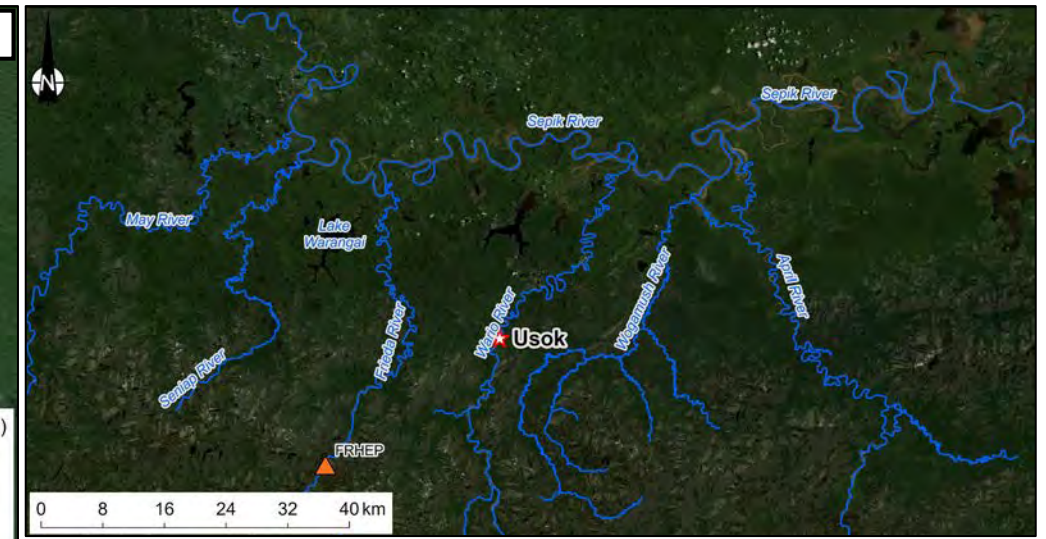 N
Sepik River
Sepik River
May River
Lake
Warangai
Seniap River
Frieda River
Wario River
Usok
Wogamush River
April River
FRHEP
0 8 16 24 32 40 km
)